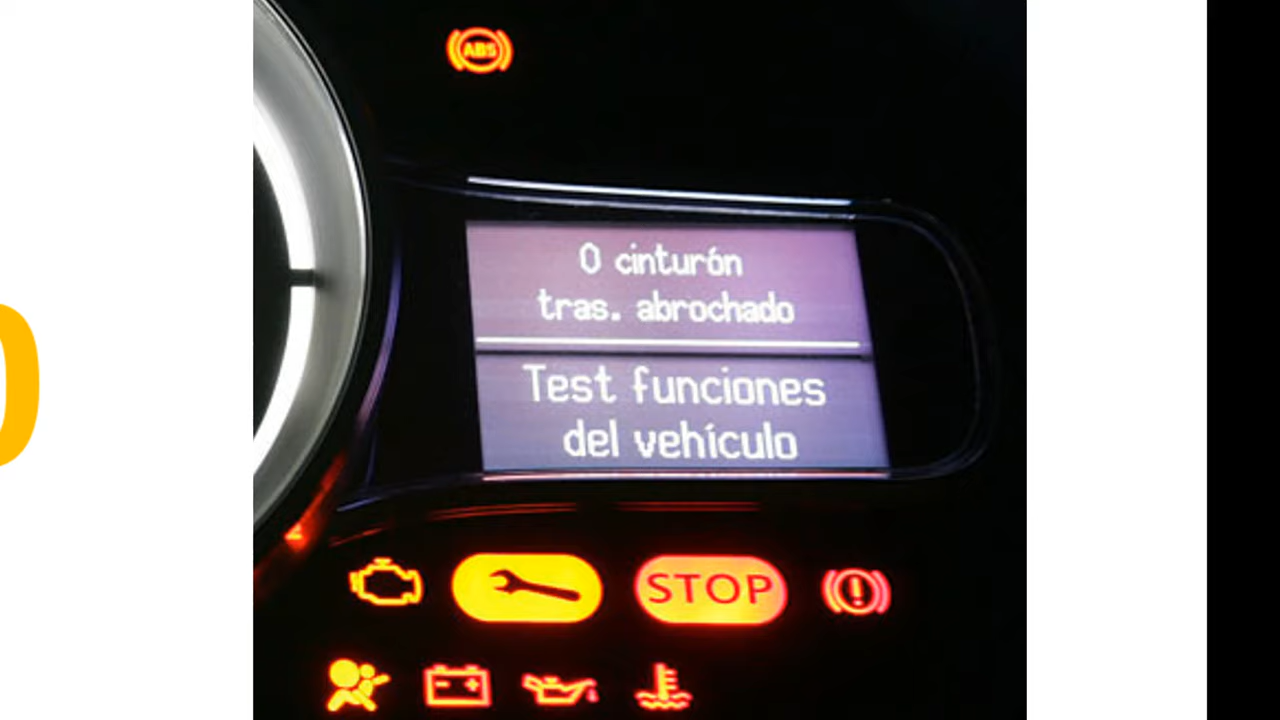 ABS
0 cinturón
tras. abrochado
Test funciones
del vehículo
STOP